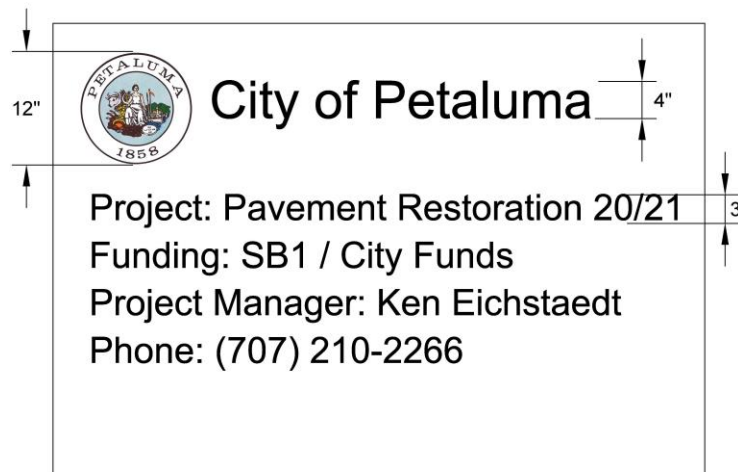 PETALUMA
1858
12"
City of Petaluma
4"
Project: Pavement Restoration 20/21
3
Funding: SB1 / City Funds
Project Manager: Ken Eichstaedt
Phone: (707) 210-2266